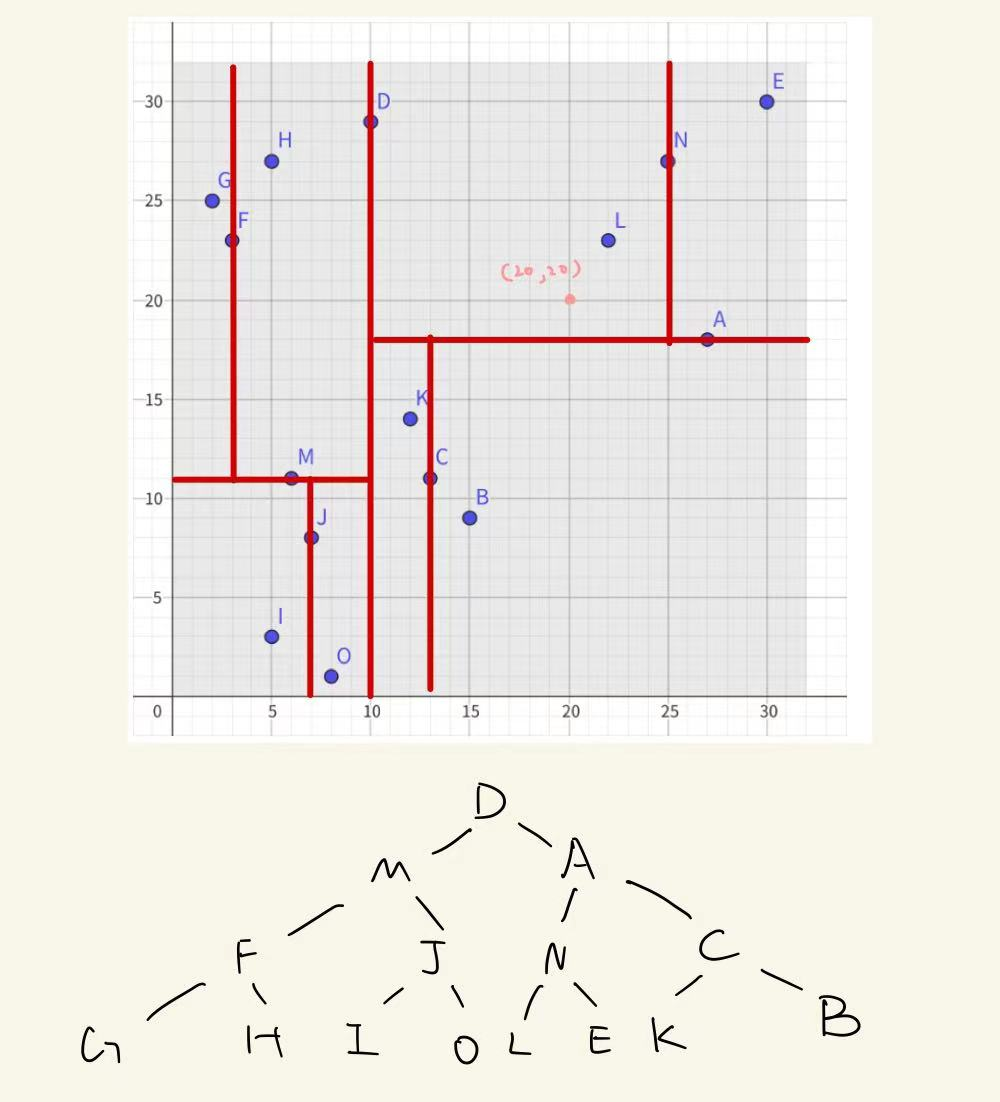 E
30
D
N
H
G
25
F
L
(20,20)
20
A
15
K
M
C
10
B
J
5
I
O
0 5 10 15 20 25 30
D
M A
F J N C
G H I O L E K B